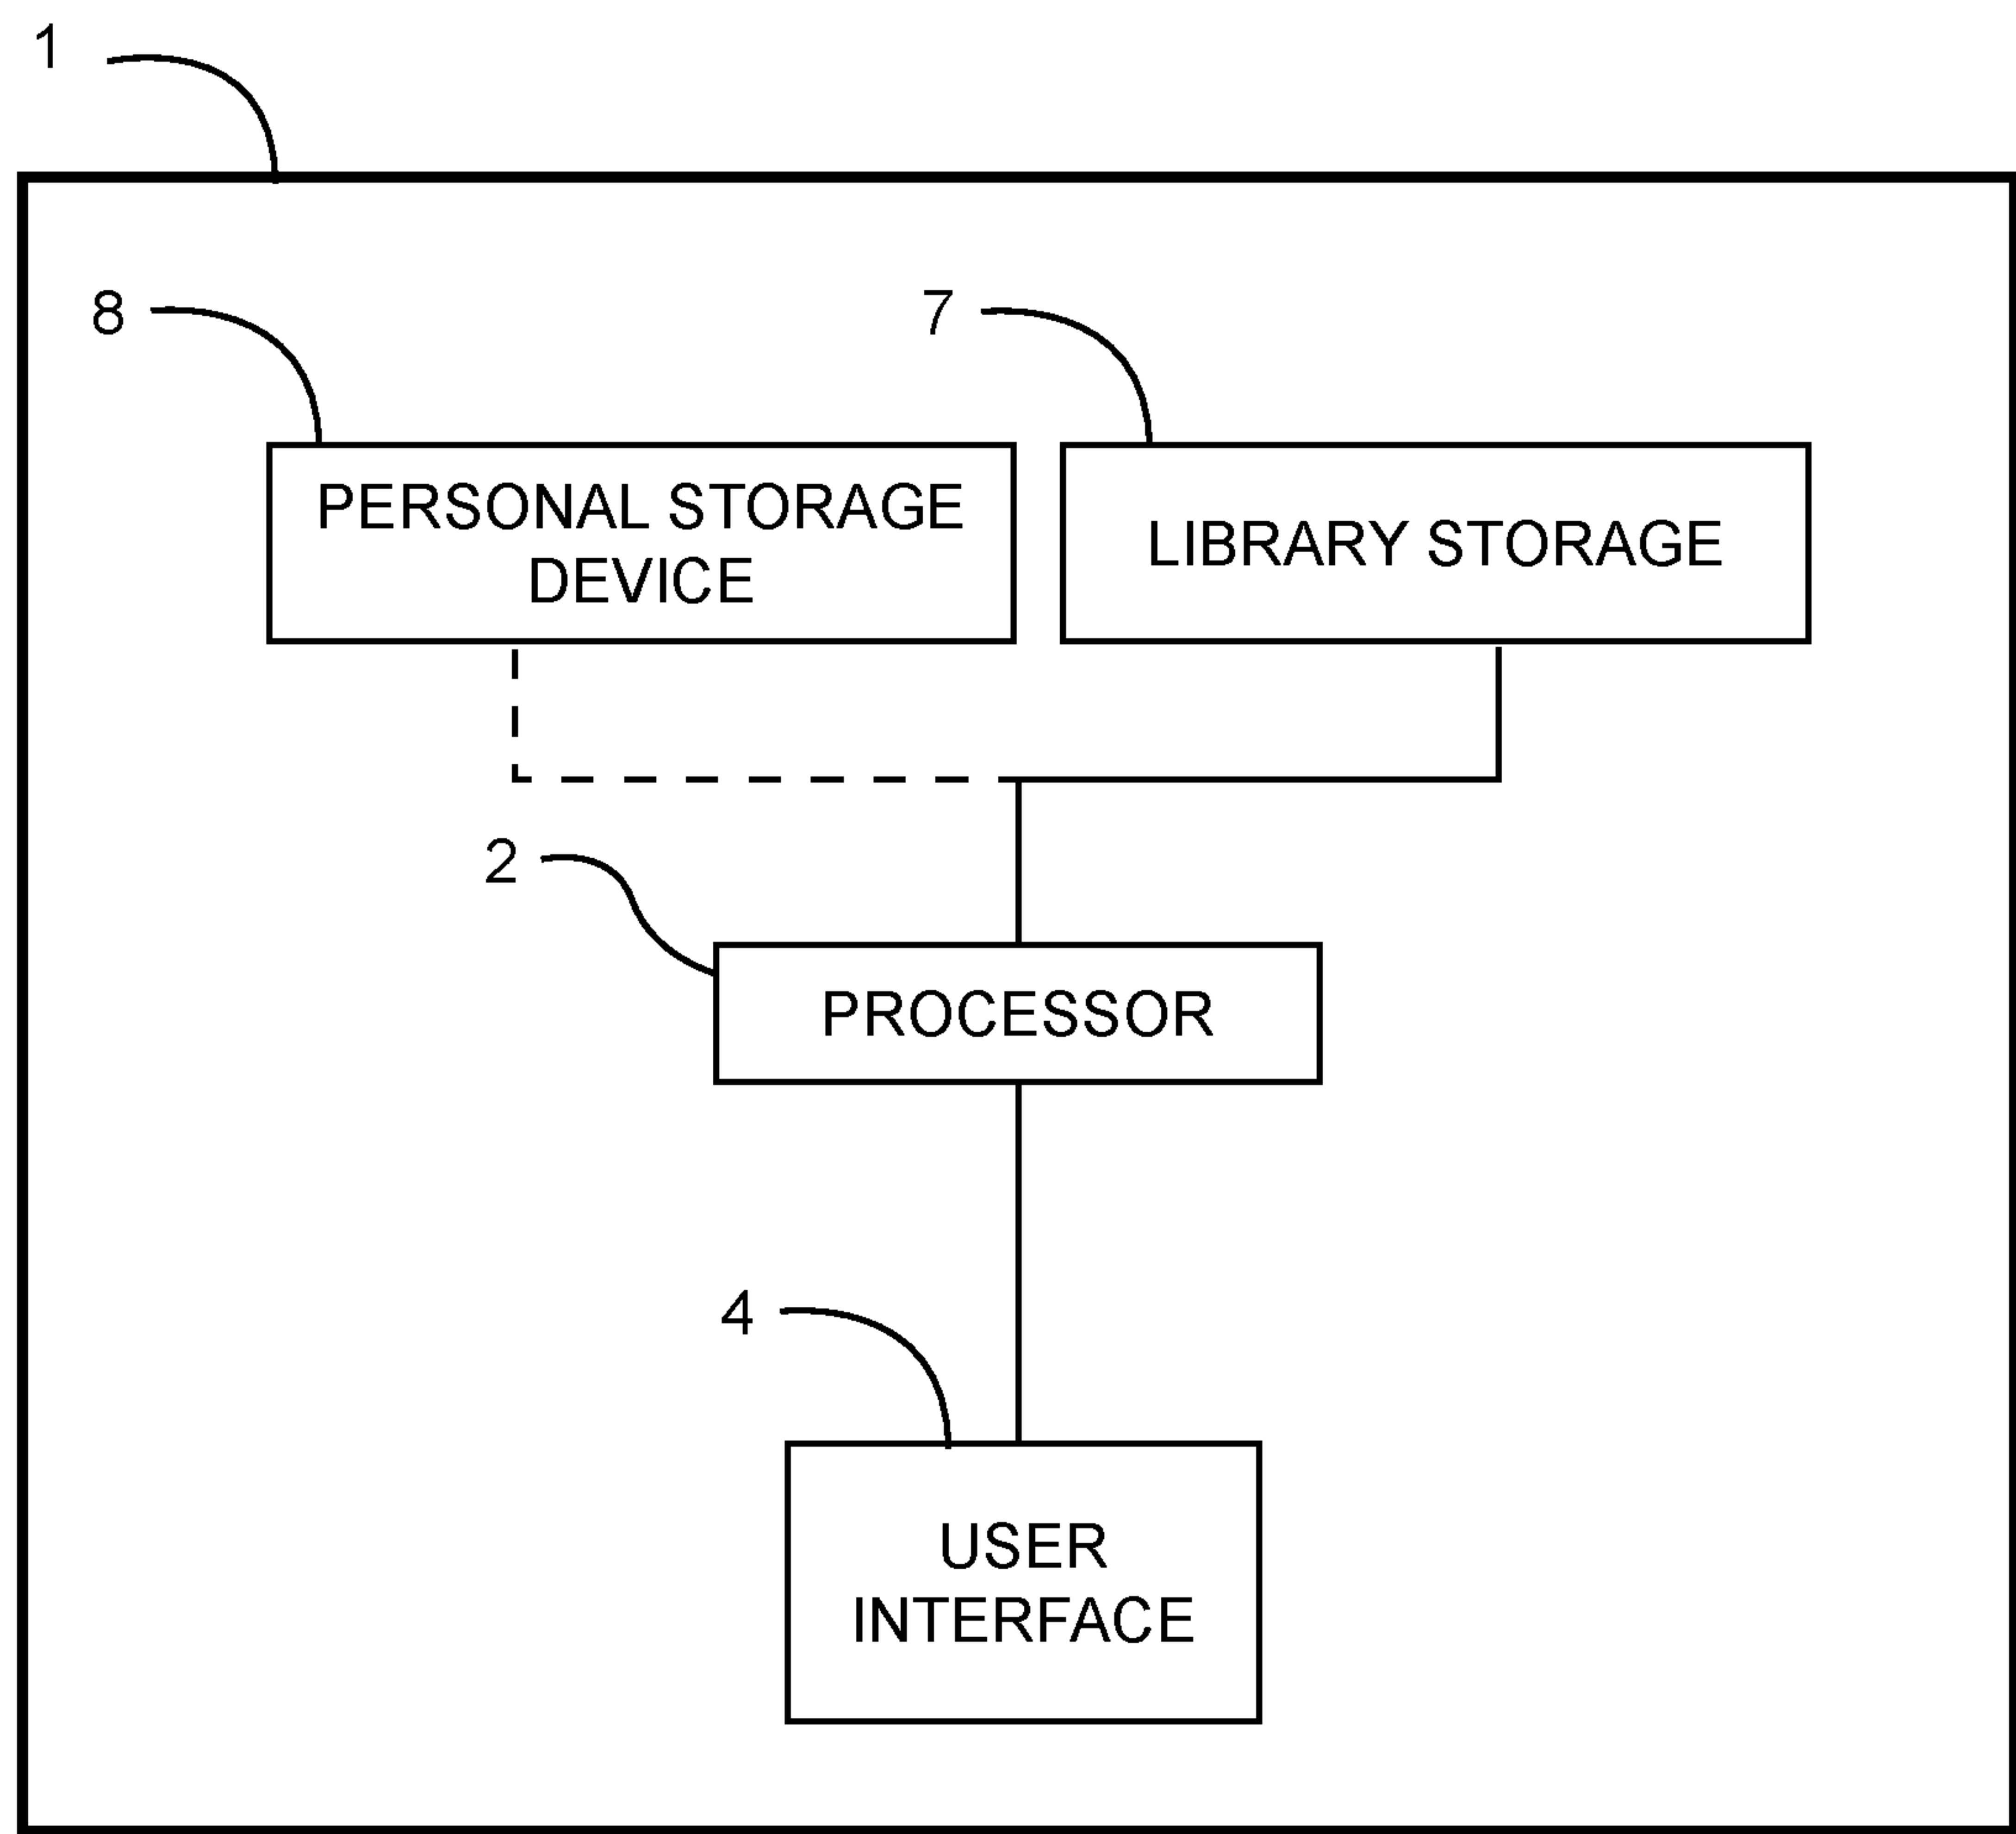 1
8
7
PERSONAL STORAGE
DEVICE
LIBRARY STORAGE
2
PROCESSOR
4
USER
INTERFACE